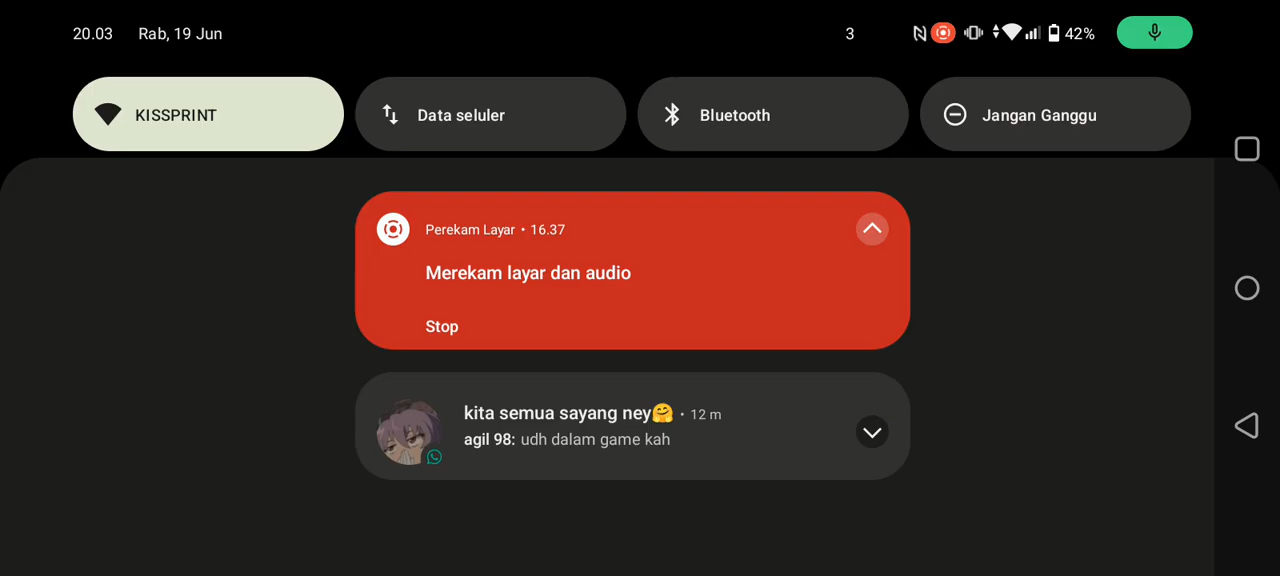 20.03 Rab, 19 Jun 3 42%
KISSPRINT Data seluler Bluetooth Jangan Ganggu
Perekam Layar • 16.37
Merekam layar dan audio
Stop
kita semua sayang ney🤗 • 12 m
agil 98: udh dalam game kah